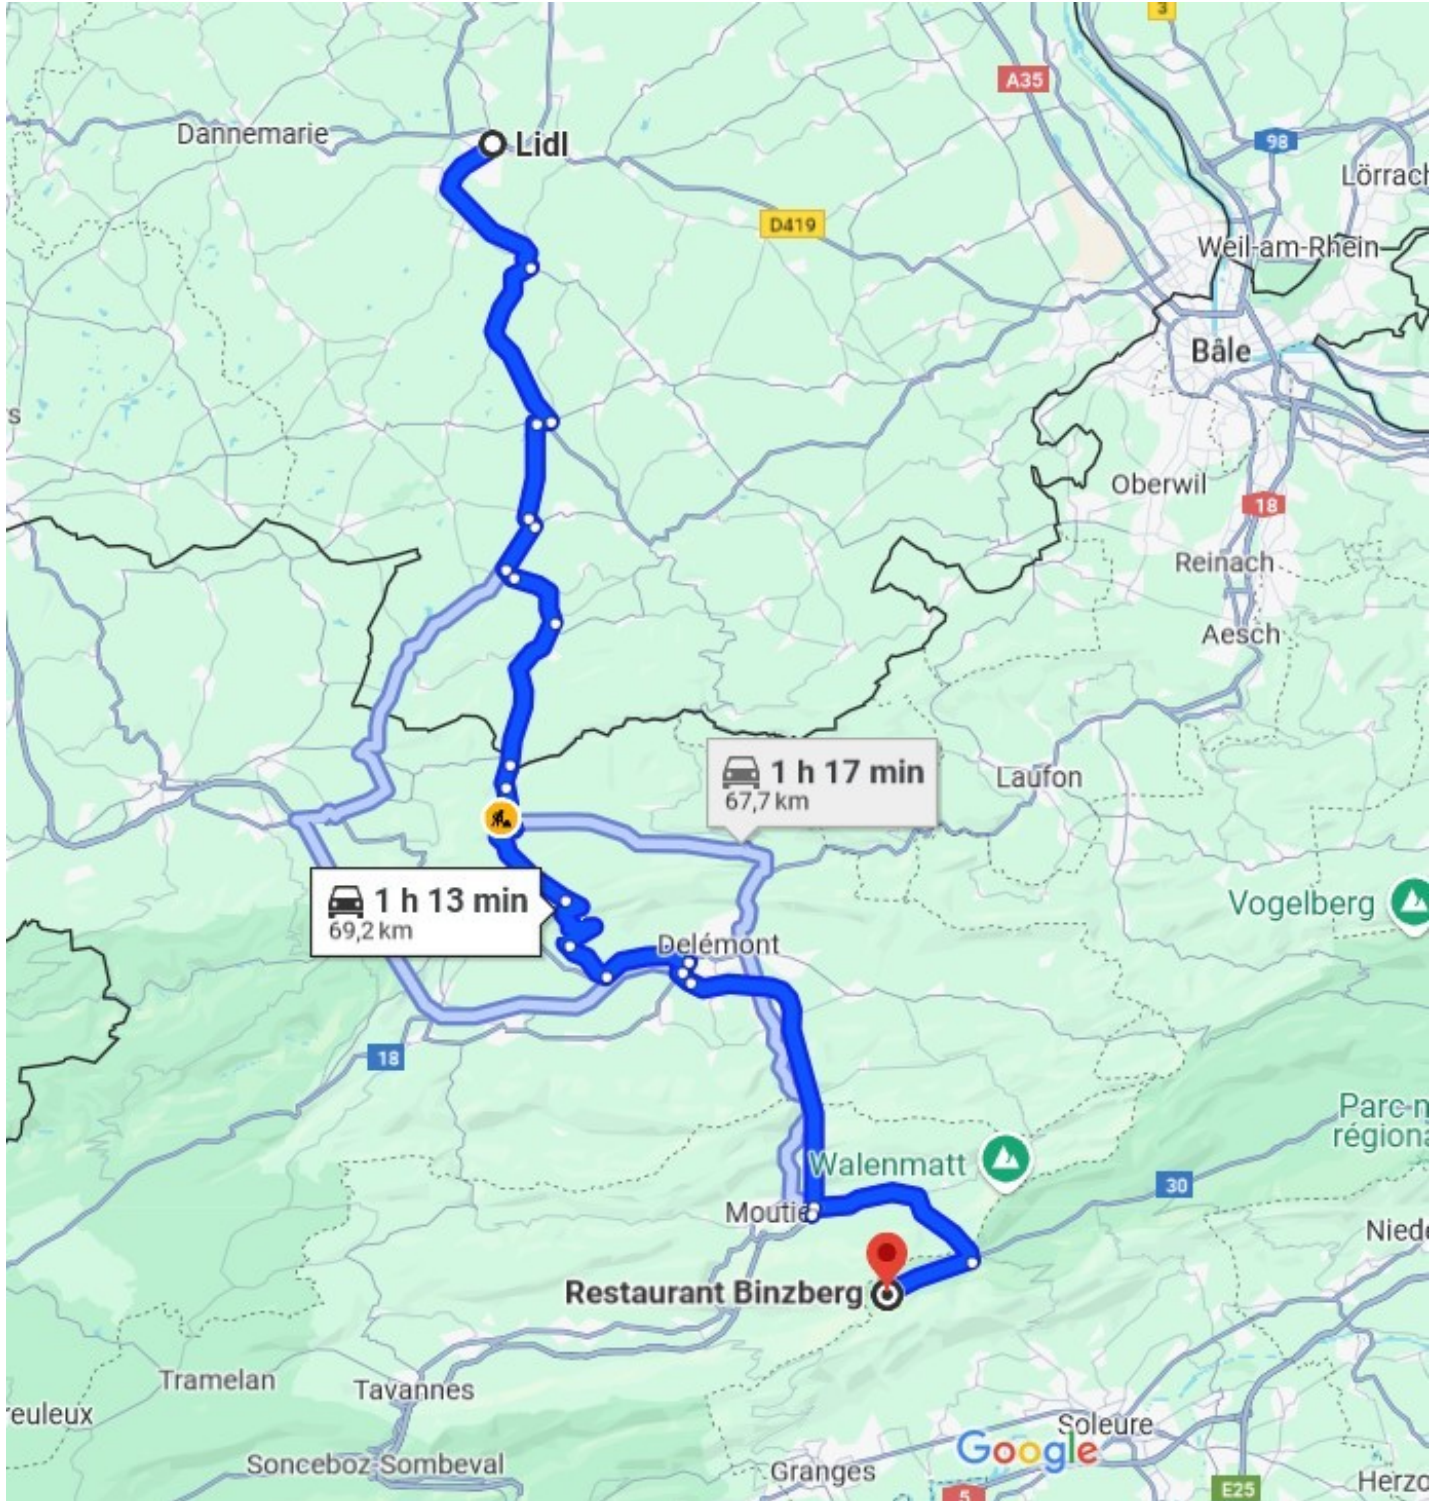 3
A35
98
Dannemarie
Lidl
Lörrach
D419
Weil-am-Rhein
Bâle
s
Oberwil
18
Reinach
Aesch
1 h 17 min
67,7 km
Laufon
1 h 13 min
69,2 km
Vogelberg
Delémont
18
Parc n
régiona
Walenmatt
30
Moutie
Niede
Restaurant Binzberg
Tramelan
Tavannes
reuleux
Soleure
Google
Sonceboz-Sombeval
Granges
5
E25
Herzo